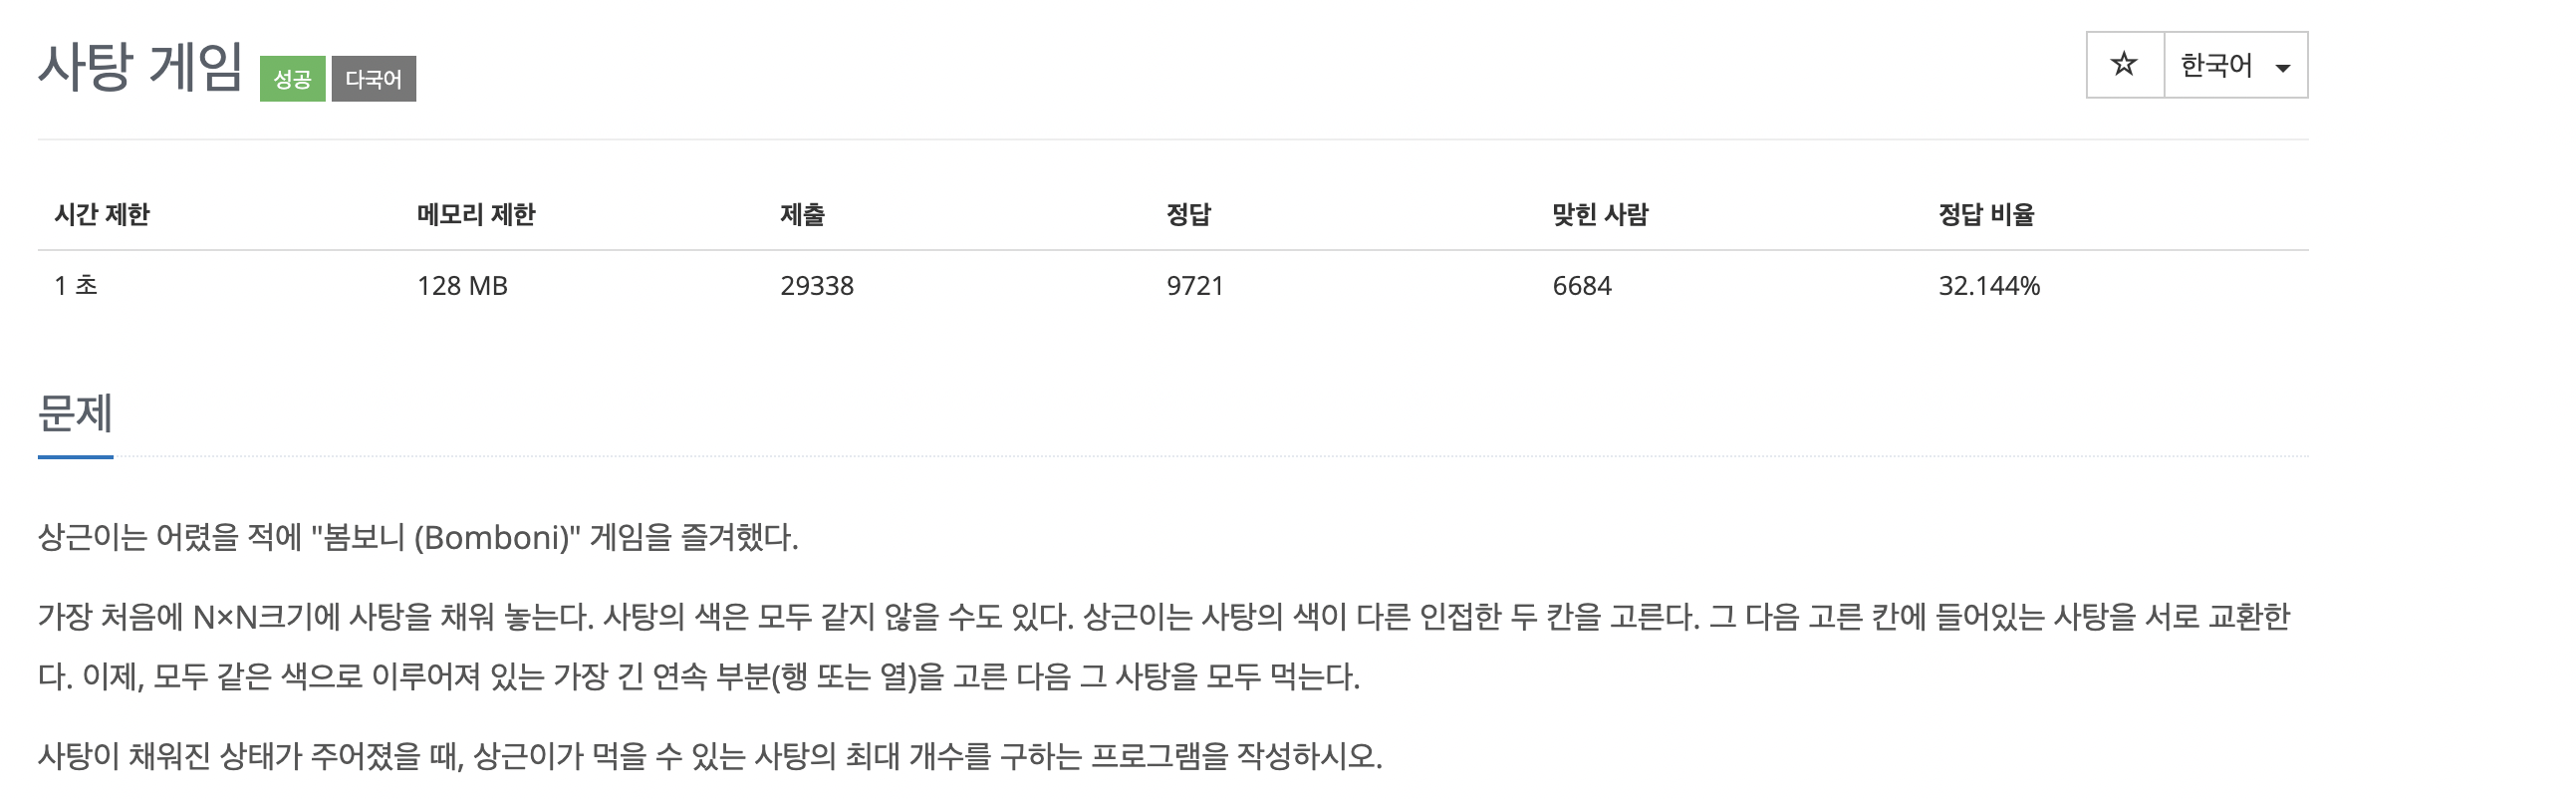 사탕 게임 성공 다국어 ☆ 한국어
시간 제한 메모리 제한 제출 정답 맞힌 사람 정답 비율
1 초 128 MB 29338 9721 6684 32.144%
문제
상근이는 어렸을 적에 "봄보니 (Bomboni)" 게임을 즐겨했다.
가장 처음에 N×N크기에 사탕을 채워 놓는다. 사탕의 색은 모두 같지 않을 수도 있다. 상근이는 사탕의 색이 다른 인접한 두 칸을 고른다. 그 다음 고른 칸에 들어있는 사탕을 서로 교환한
다. 이제, 모두 같은 색으로 이루어져 있는 가장 긴 연속 부분(행 또는 열)을 고른 다음 그 사탕을 모두 먹는다.
사탕이 채워진 상태가 주어졌을 때, 상근이가 먹을 수 있는 사탕의 최대 개수를 구하는 프로그램을 작성하시오.